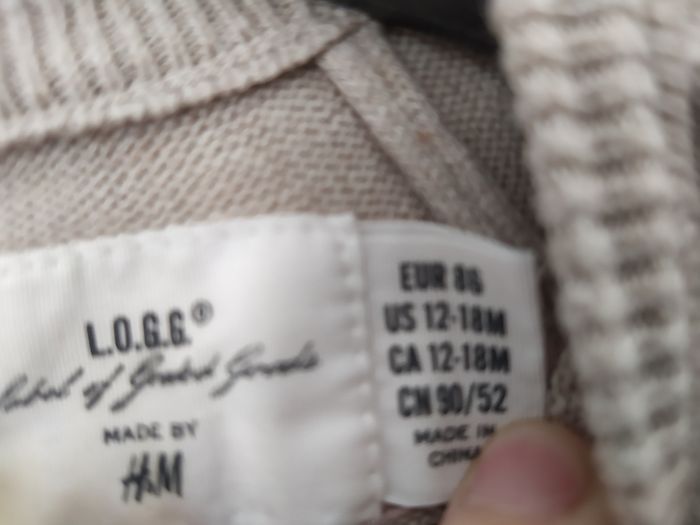 L.O.G.G.®
Label of Graded Goods
MADE BY
H&M
EUR 86
US 12-18M
CA 12-18M
CN 90/52
MADE IN
CHINA